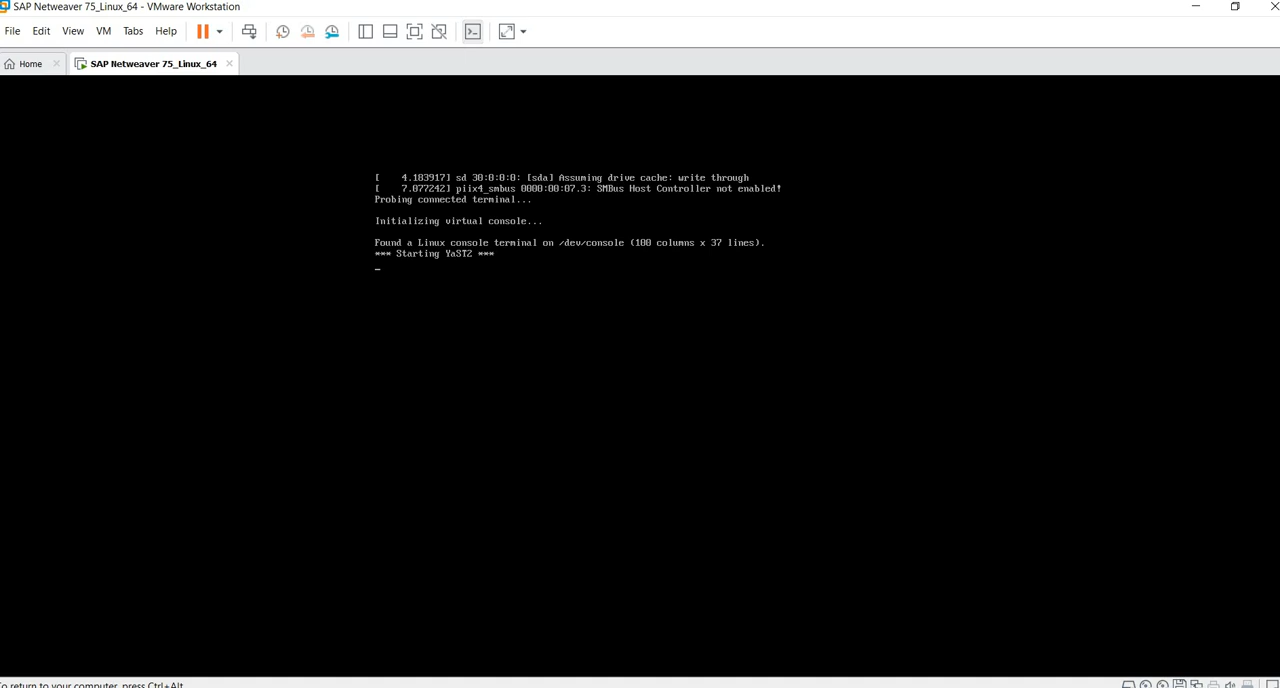 SAP Netweaver 75_Linux_64 - VMware Workstation
File Edit View VM Tabs Help
Home SAP Netweaver 75_Linux_64
[    4.183917] sd 30:0:0:0: [sda] Assuming drive cache: write through
[    7.077242] piix4_smbus 0000:00:07.3: SMBus Host Controller not enabled!
Probing connected terminal...
Initializing virtual console...
Found a Linux console terminal on /dev/console (100 columns x 37 lines).
*** Starting YaST2 ***
To return to your computer, press Ctrl+Alt.